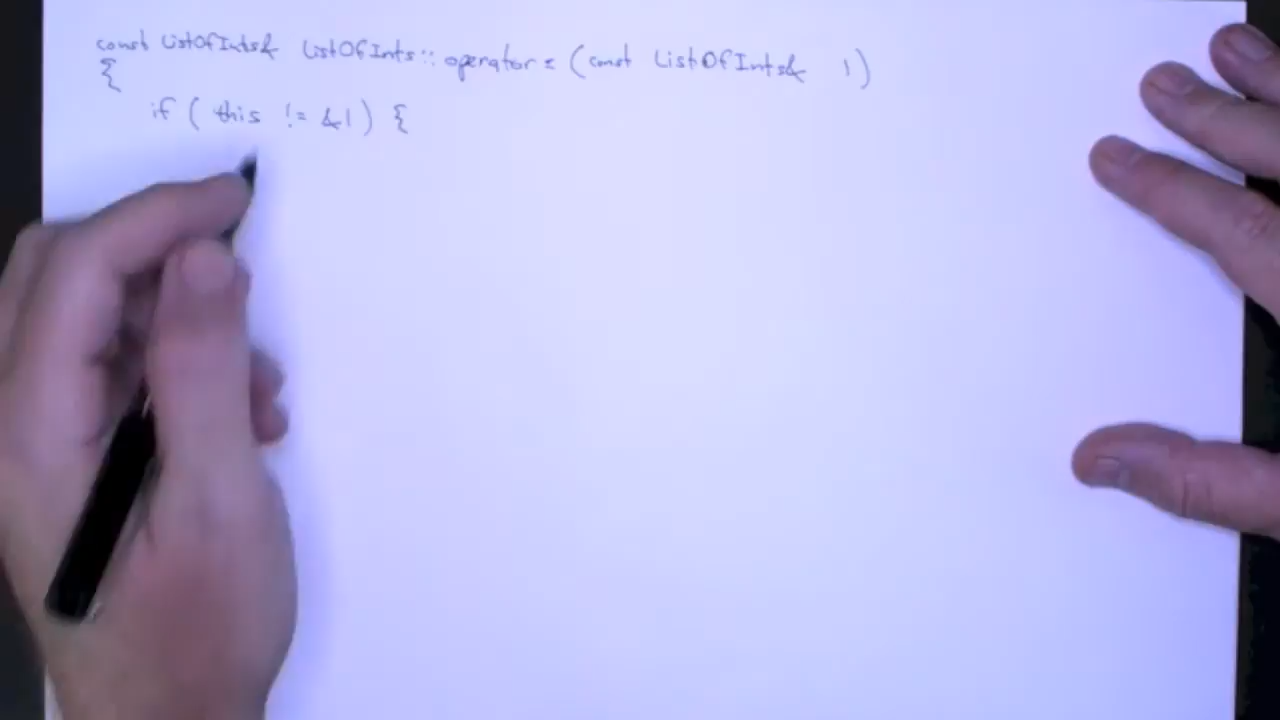 const ListOfInts& ListOfInts::operator= (const ListOfInts& l)
{
if ( this != &l ) {